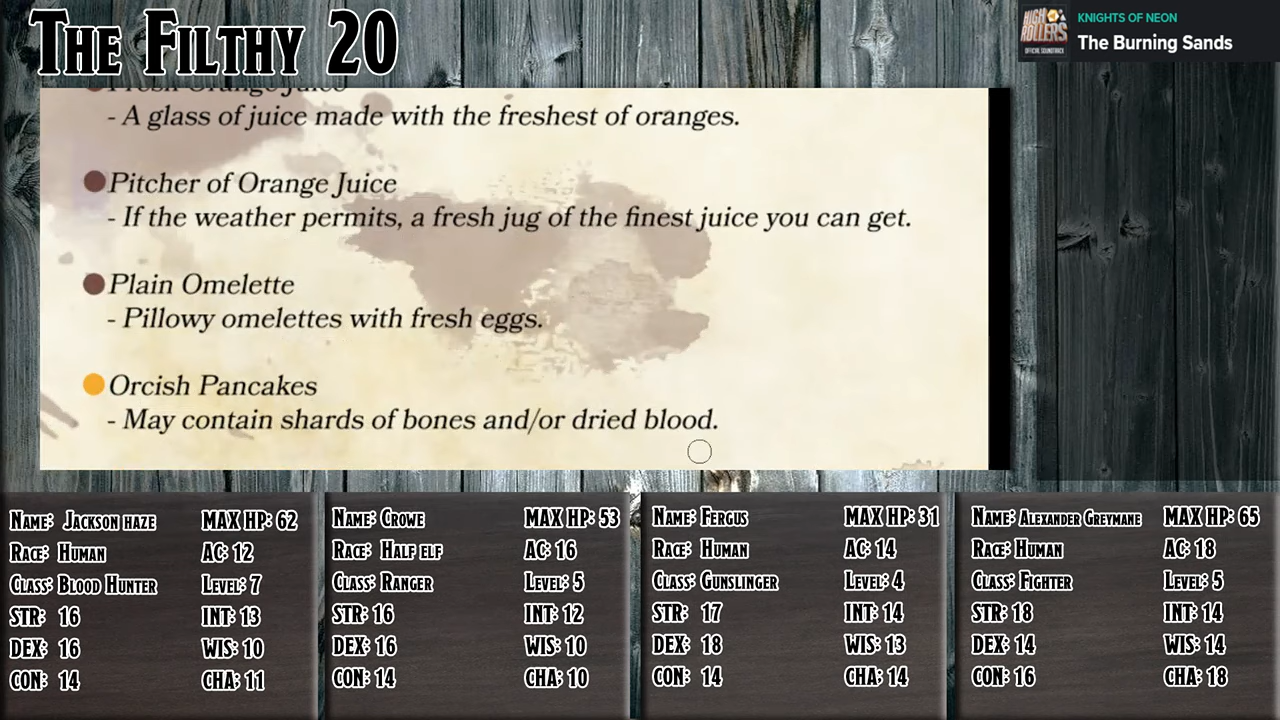 The Filthy 20
KNIGHTS OF NEON
The Burning Sands
HIGH ROLLERS
OFFICIAL SOUNDTRACK
Fresh Orange Juice
- A glass of juice made with the freshest of oranges.
Pitcher of Orange Juice
- If the weather permits, a fresh jug of the finest juice you can get.
Plain Omelette
- Pillowy omelettes with fresh eggs.
Orcish Pancakes
- May contain shards of bones and/or dried blood.
Name: Jackson haze MAX HP: 62
Race: Human AC: 12
Class: Blood Hunter Level: 7
STR: 16 INT: 13
DEX: 16 WIS: 10
CON: 14 CHA: 11
Name: Crowe MAX HP: 53
Race: Half elf AC: 16
Class: Ranger Level: 5
STR: 16 INT: 12
DEX: 16 WIS: 10
CON: 14 CHA: 10
Name: Fergus MAX HP: 31
Race: Human AC: 14
Class: Gunslinger Level: 4
STR: 17 INT: 14
DEX: 18 WIS: 13
CON: 14 CHA: 14
Name: Alexander Greymane MAX HP: 65
Race: Human AC: 18
Class: Fighter Level: 5
STR: 18 INT: 14
DEX: 14 WIS: 14
CON: 16 CHA: 18